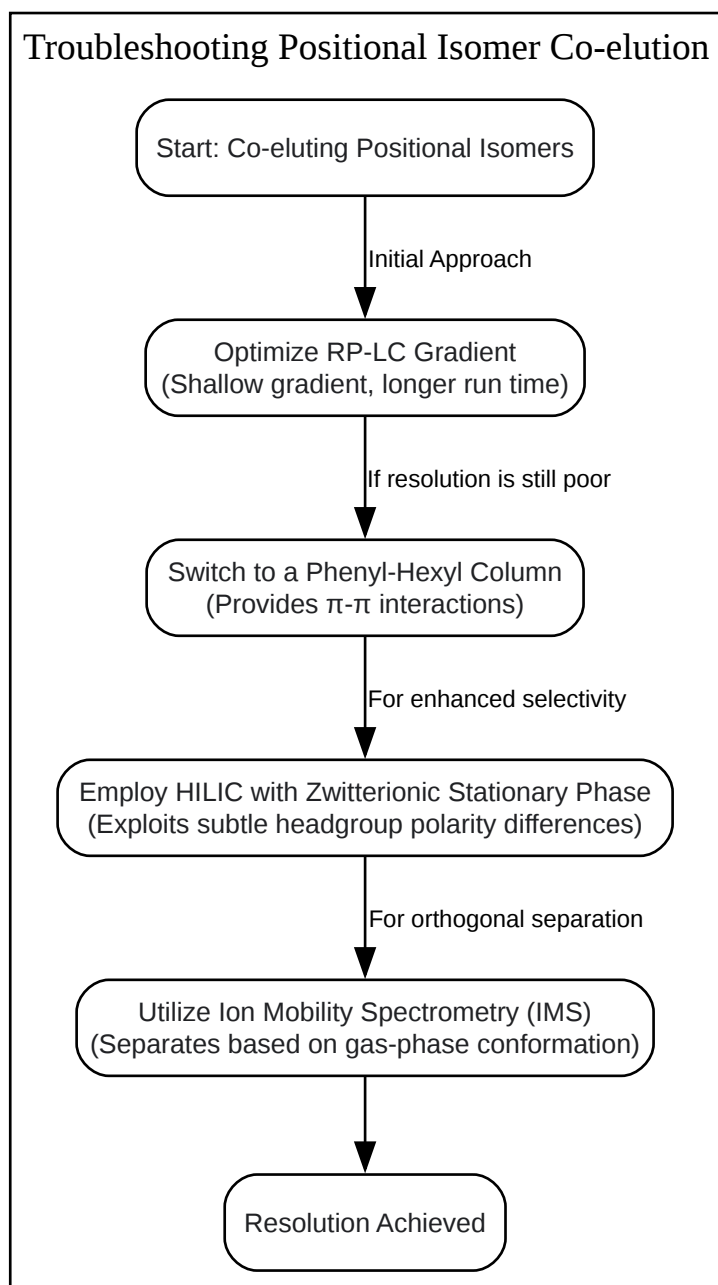 Troubleshooting Positional Isomer Co-elution
Start: Co-eluting Positional Isomers
Initial Approach
Optimize RP-LC Gradient
(Shallow gradient, longer run time)
If resolution is still poor
Switch to a Phenyl-Hexyl Column
(Provides π-π interactions)
For enhanced selectivity
Employ HILIC with Zwitterionic Stationary Phase
(Exploits subtle headgroup polarity differences)
For orthogonal separation
Utilize Ion Mobility Spectrometry (IMS)
(Separates based on gas-phase conformation)
Resolution Achieved